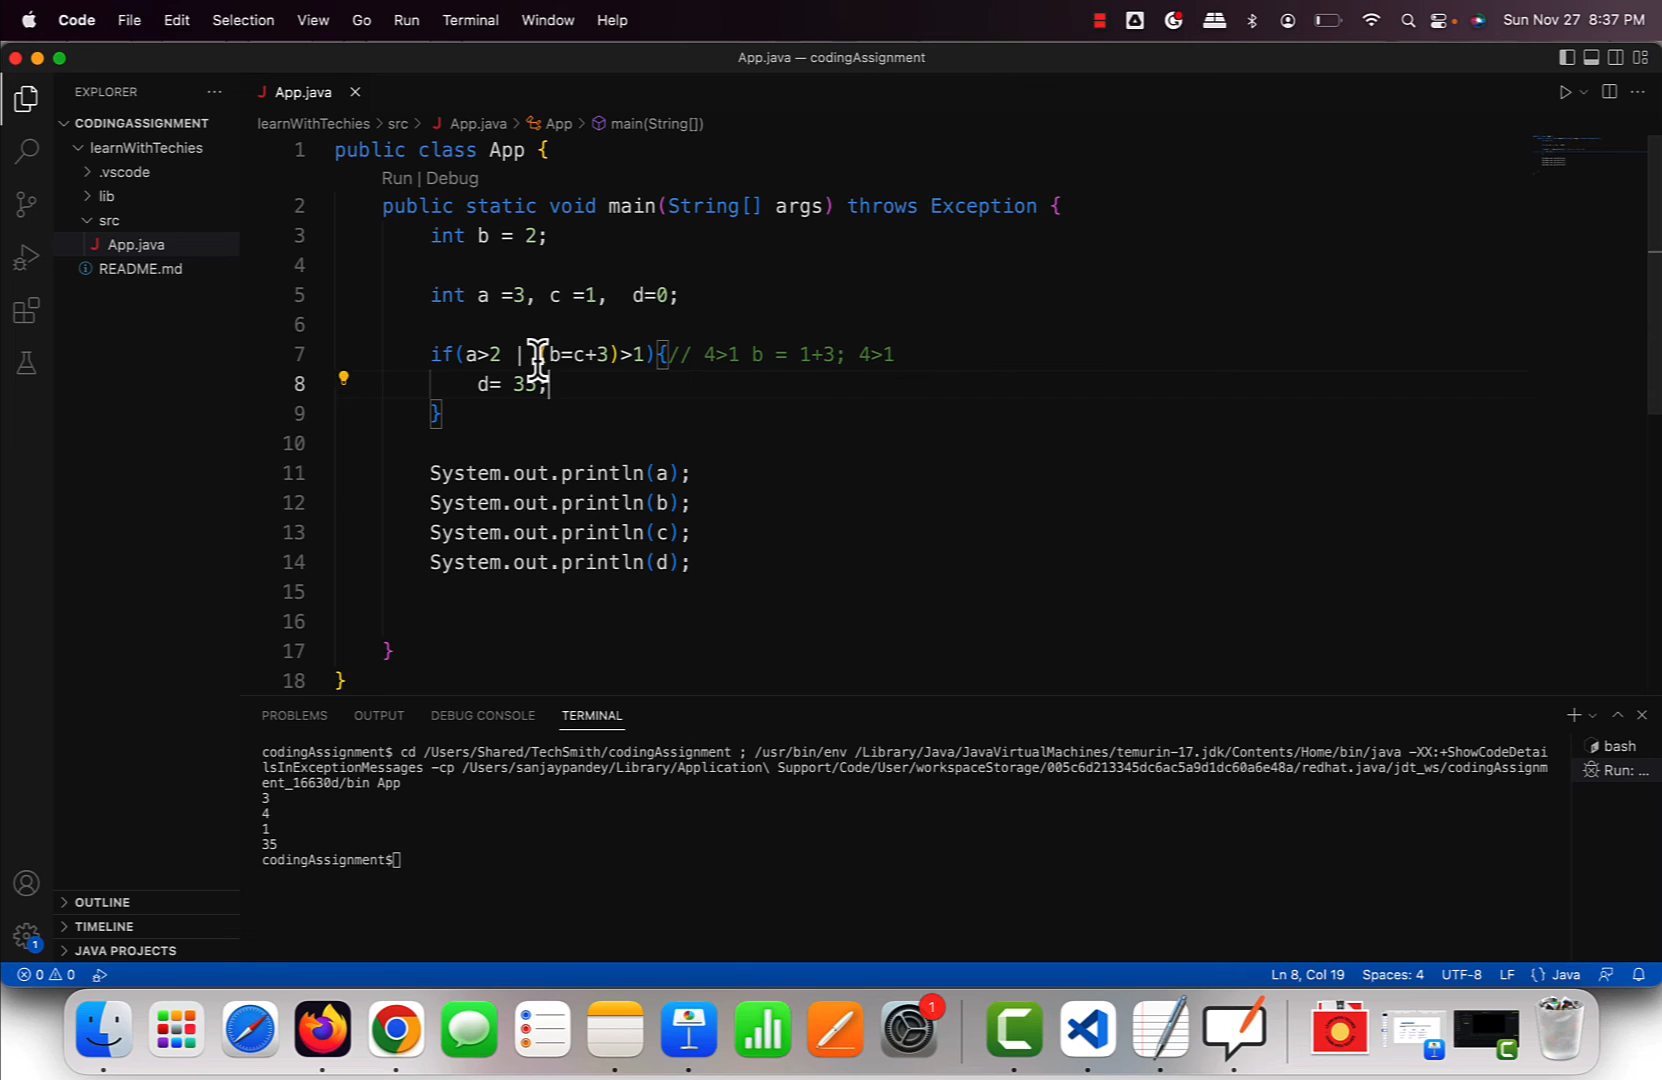 Code File Edit Selection View Go Run Terminal Window Help Sun Nov 27 8:37 PM
App.java — codingAssignment
EXPLORER
App.java
CODINGASSIGNMENT
learnWithTechies
.vscode
lib
src
App.java
README.md
learnWithTechies > src > App.java > App > main(String[])
1 public class App {
Run | Debug
2 public static void main(String[] args) throws Exception {
3 int b = 2;
4
5 int a =3, c =1, d=0;
6
7 if(a>2 | (b=c+3)>1){// 4>1 b = 1+3; 4>1
8 d= 35;
9 }
10
11 System.out.println(a);
12 System.out.println(b);
13 System.out.println(c);
14 System.out.println(d);
15
16
17 }
18 }
PROBLEMS OUTPUT DEBUG CONSOLE TERMINAL
codingAssignment$ cd /Users/Shared/TechSmith/codingAssignment ; /usr/bin/env /Library/Java/JavaVirtualMachines/temurin-17.jdk/Contents/Home/bin/java -XX:+ShowCodeDetai
lsInExceptionMessages -cp /Users/sanjaypandey/Library/Application\ Support/Code/User/workspaceStorage/005c6d213345dc6ac5a9d1dc60a6e48a/redhat.java/jdt_ws/codingAssignm
ent_16630d/bin App
3
4
1
35
codingAssignment$
bash
Run: ...
OUTLINE
TIMELINE
JAVA PROJECTS
1
0 0
Ln 8, Col 19 Spaces: 4 UTF-8 LF { } Java
1